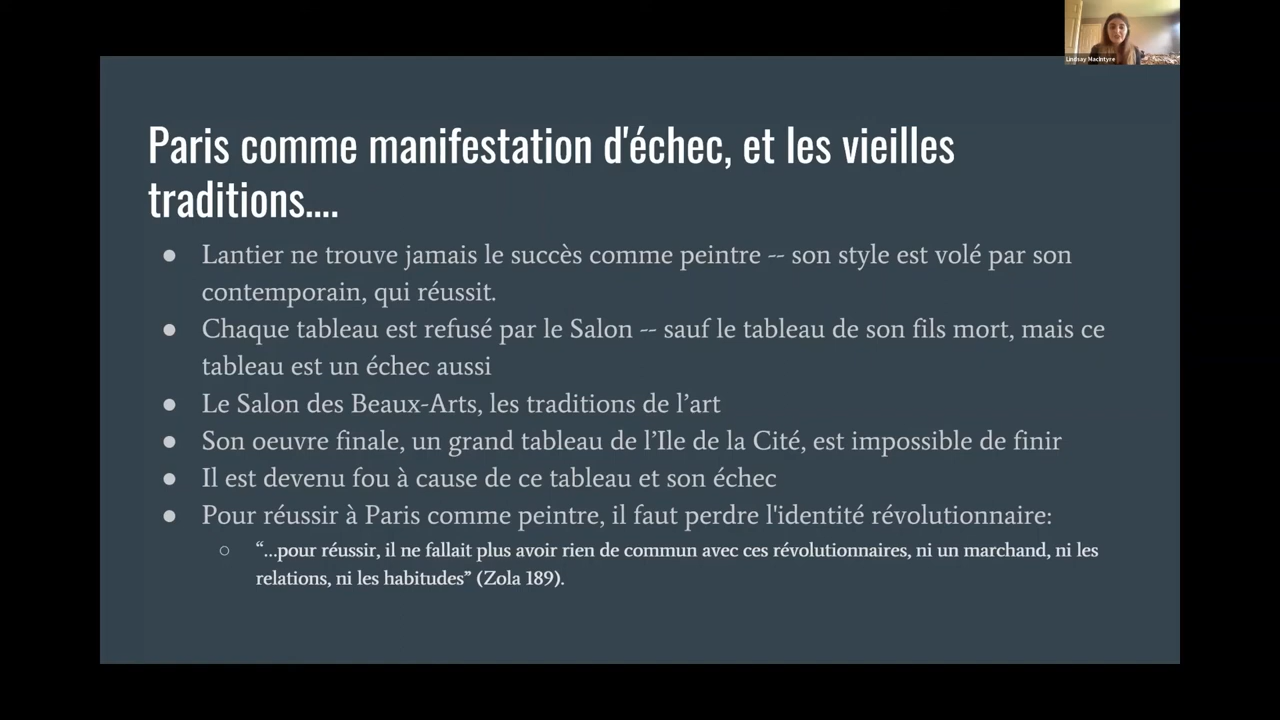 Lindsay MacIntyre
Paris comme manifestation d'échec, et les vieilles
traditions....
● Lantier ne trouve jamais le succès comme peintre -- son style est volé par son
contemporain, qui réussit.
● Chaque tableau est refusé par le Salon -- sauf le tableau de son fils mort, mais ce
tableau est un échec aussi
● Le Salon des Beaux-Arts, les traditions de l’art
● Son oeuvre finale, un grand tableau de l’Ile de la Cité, est impossible de finir
● Il est devenu fou à cause de ce tableau et son échec
● Pour réussir à Paris comme peintre, il faut perdre l'identité révolutionnaire:
○ “...pour réussir, il ne fallait plus avoir rien de commun avec ces révolutionnaires, ni un marchand, ni les
relations, ni les habitudes” (Zola 189).